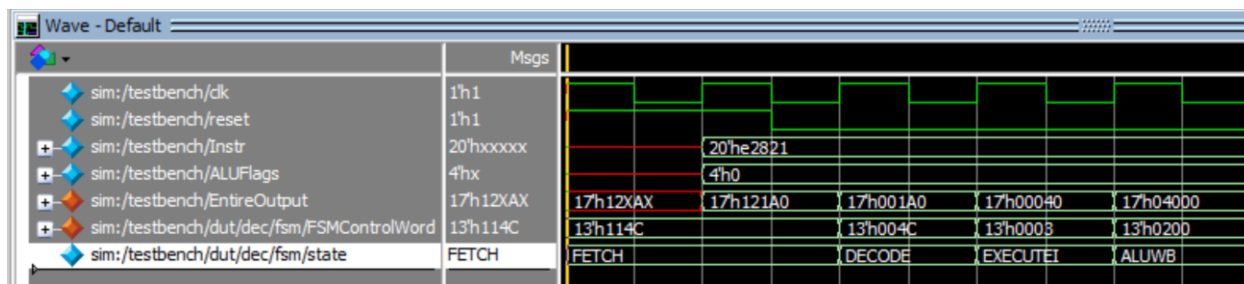 Wave - Default
Msgs
sim:/testbench/clk 1'h1
sim:/testbench/reset 1'h1
sim:/testbench/Instr 20'hxxxxx 20'he2821
sim:/testbench/ALUFlags 4'hx 4'h0
sim:/testbench/EntireOutput 17'h12XAX 17'h12XAX 17'h121A0 17'h001A0 17'h00040 17'h04000
sim:/testbench/dut/dec/fsm/FSMControlWord 13'h114C 13'h114C 13'h004C 13'h0003 13'h0200
sim:/testbench/dut/dec/fsm/state FETCH FETCH DECODE EXECUTEI ALUWB